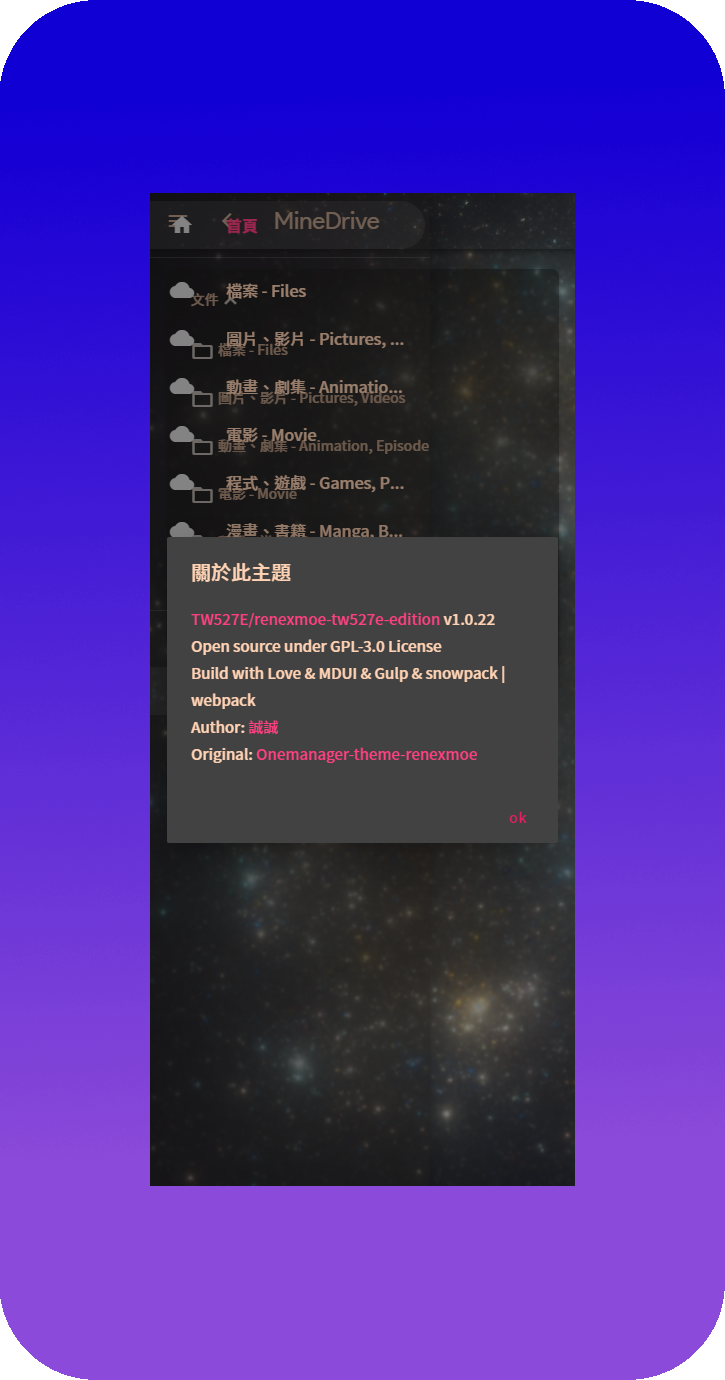 首頁 MineDrive
檔案 - Files
文件
圖片、影片 - Pictures, ...
檔案 - Files
動畫、劇集 - Animatio...
圖片、影片 - Pictures, Videos
電影 - Movie
動畫、劇集 - Animation, Episode
程式、遊戲 - Games, P...
電影 - Movie
漫畫、書籍 - Manga, B...
關於此主題
TW527E/renexmoe-tw527e-edition v1.0.22
Open source under GPL-3.0 License
Build with Love & MDUI & Gulp & snowpack |
webpack
Author: 誠誠
Original: Onemanager-theme-renexmoe
ok